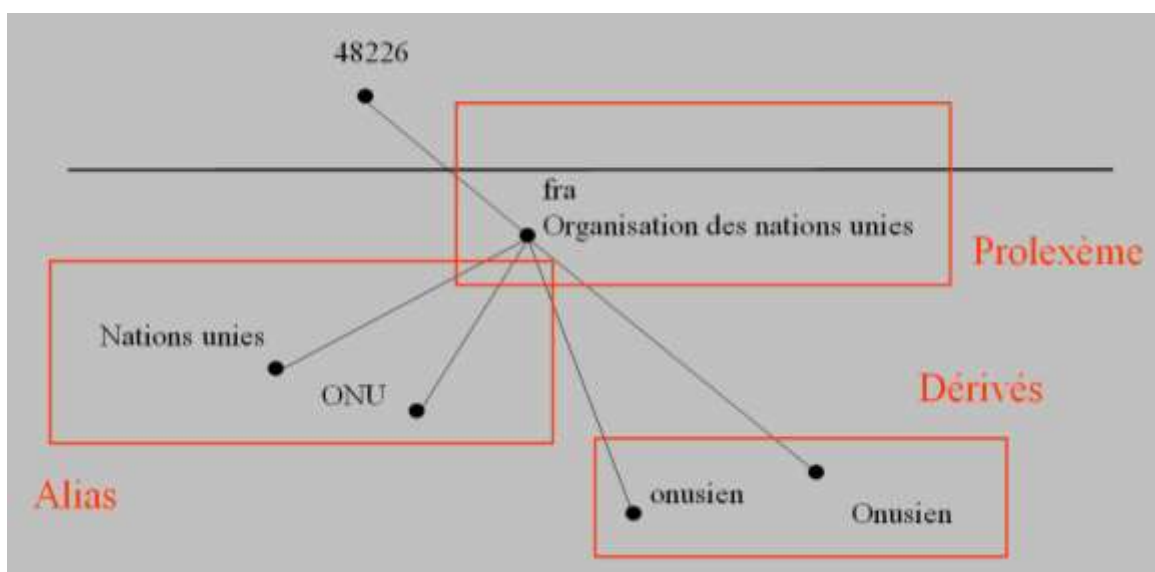 48226
fra
Organisation des nations unies
Prolexème
Nations unies
ONU
Dérivés
Alias
onusien
Onusien